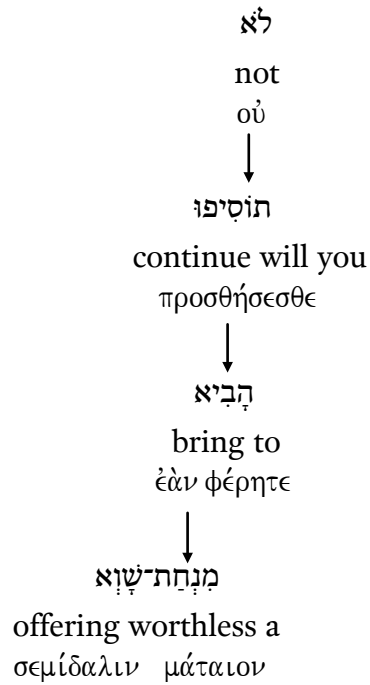 לֹא
not
οὐ
תוֹסִיפוּ
continue will you
προσθήσεσθε
הָבִיא
bring to
ἐὰν φέρητε
מִנְחַת־שָׁוְא
offering worthless a
σεμίδαλιν μάταιον